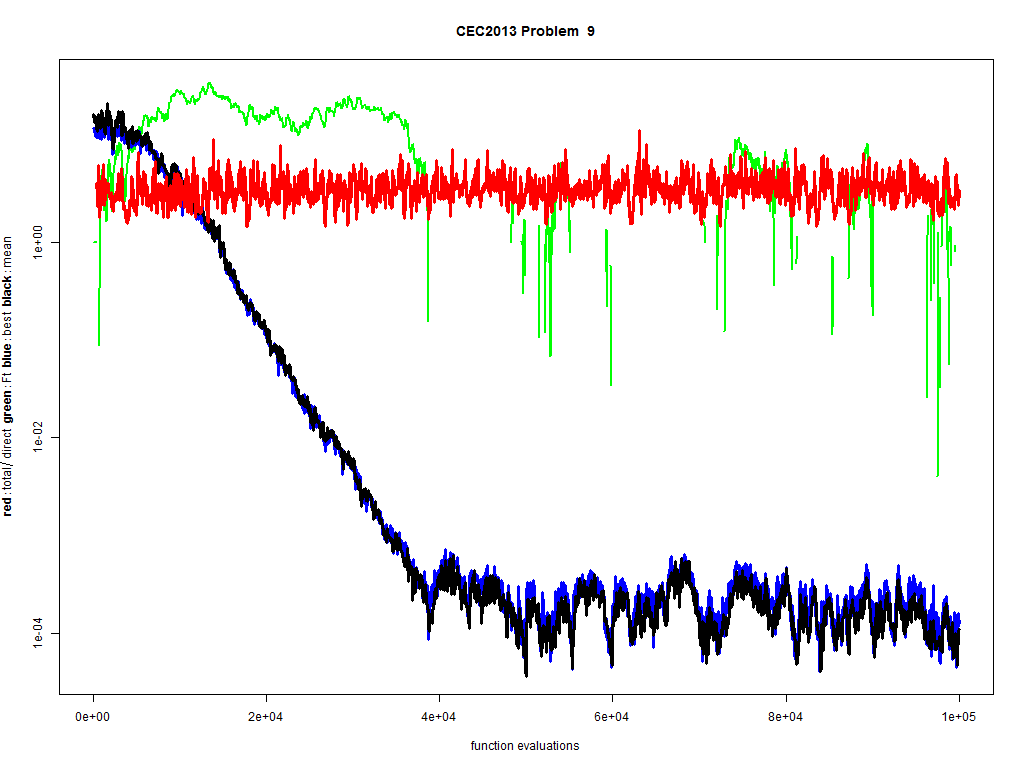 CEC2013 Problem  9
red : total/ direct green : Ft blue : best black : mean
1e+00
1e-02
1e-04
0e+00
2e+04
4e+04
6e+04
8e+04
1e+05
function evaluations